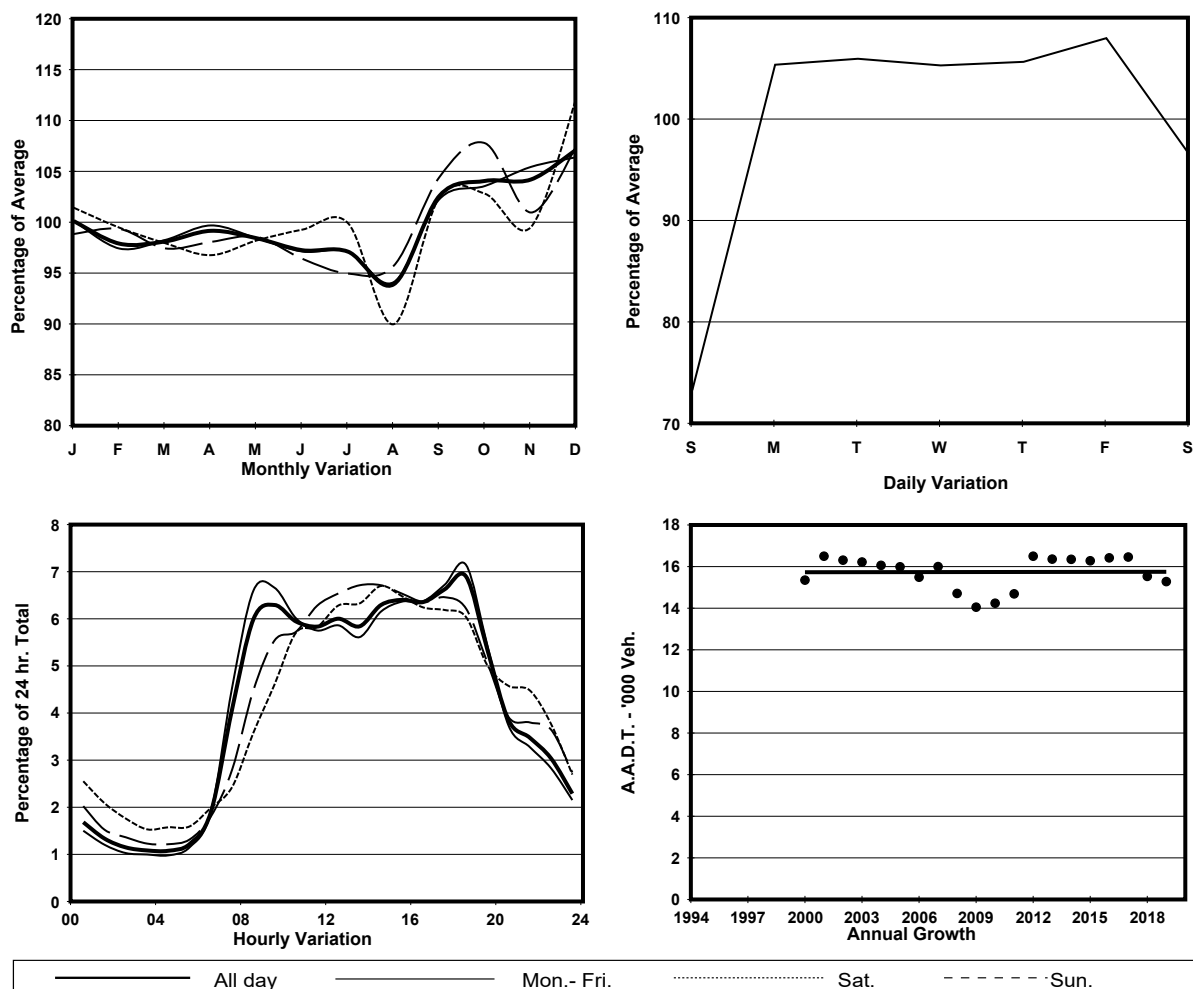 120
115
110
105
100
95
90
85
80
Percentage of Average
J F M A M J J A S O N D
Monthly Variation
110
100
90
80
70
Percentage of Average
S M T W T F S
Daily Variation
8
7
6
5
4
3
2
1
0
Percentage of 24 hr. Total
00 04 08 12 16 20 24
Hourly Variation
18
16
14
12
10
8
6
4
2
0
A.A.D.T. - '000 Veh.
1994 1997 2000 2003 2006 2009 2012 2015 2018
Annual Growth
All day Mon.- Fri. Sat. Sun.